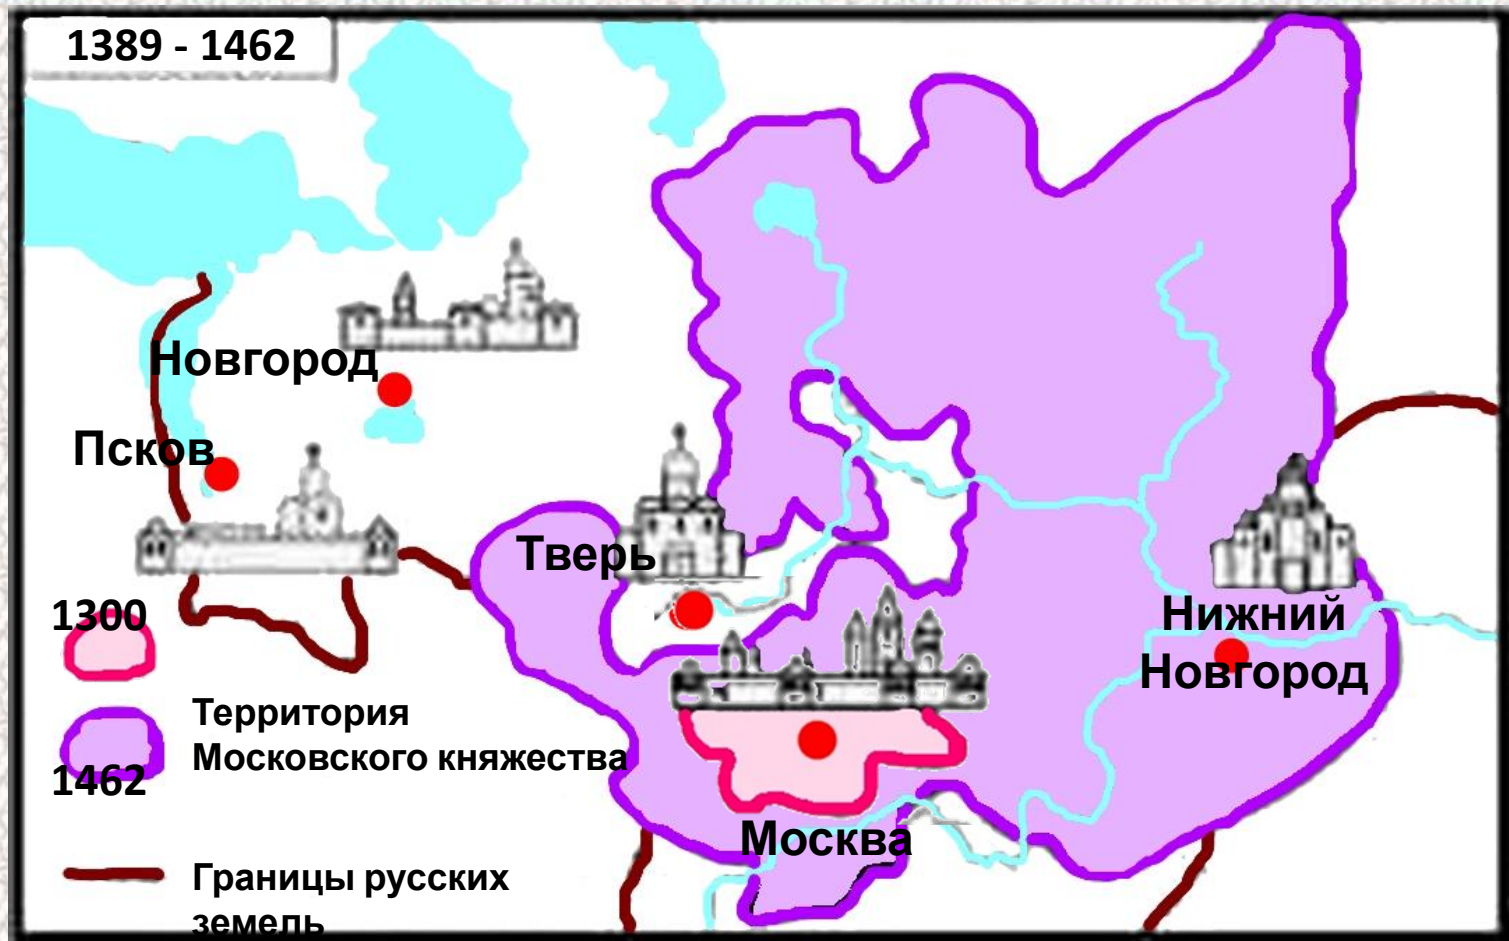 1389 - 1462
Новгород
Псков
Тверь
Нижний
Новгород
Москва
1300
Территория
Московского княжества
1462
Границы русских
земель